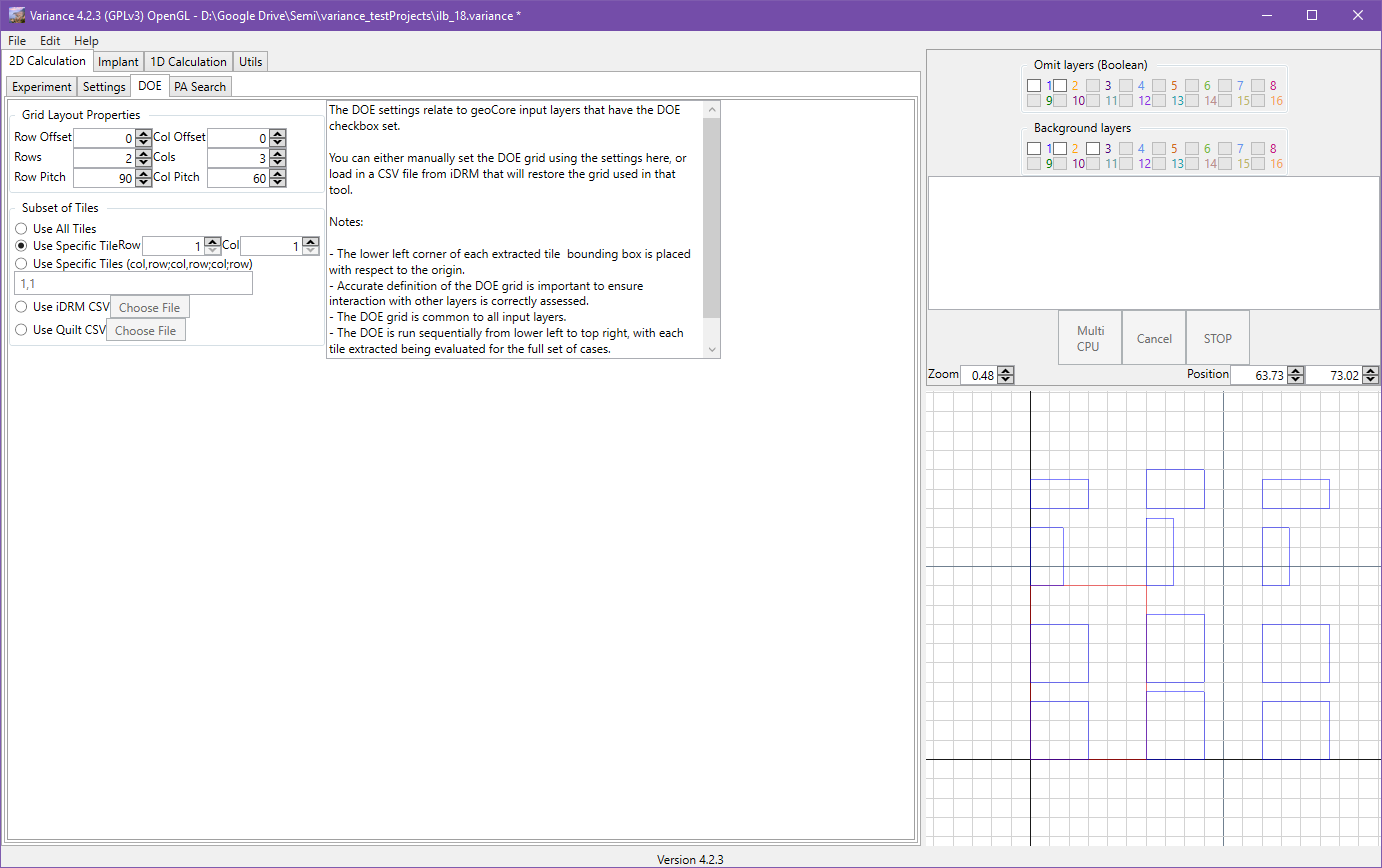 Variance 4.2.3 (GPLv3) OpenGL - D:\Google Drive\Semi\variance_testProjects\ilb_18.variance *
File Edit Help
2D Calculation Implant 1D Calculation Utils
Experiment Settings DOE PA Search
Grid Layout Properties
Row Offset 0 Col Offset 0
Rows 2 Cols 3
Row Pitch 90 Col Pitch 60
Subset of Tiles
Use All Tiles
Use Specific Tile Row 1 Col 1
Use Specific Tiles (col,row;col,row;col;row)
1,1
Use iDRM CSV Choose File
Use Quilt CSV Choose File
The DOE settings relate to geoCore input layers that have the DOE
checkbox set.
You can either manually set the DOE grid using the settings here, or
load in a CSV file from iDRM that will restore the grid used in that
tool.
Notes:
- The lower left corner of each extracted tile  bounding box is placed
with respect to the origin.
- Accurate definition of the DOE grid is important to ensure
interaction with other layers is correctly assessed.
- The DOE grid is common to all input layers.
- The DOE is run sequentially from lower left to top right, with each
tile extracted being evaluated for the full set of cases.
Omit layers (Boolean)
1 2 3 4 5 6 7 8
9 10 11 12 13 14 15 16
Background layers
1 2 3 4 5 6 7 8
9 10 11 12 13 14 15 16
Multi
CPU
Cancel
STOP
Zoom 0.48 Position 63.73 73.02
Version 4.2.3